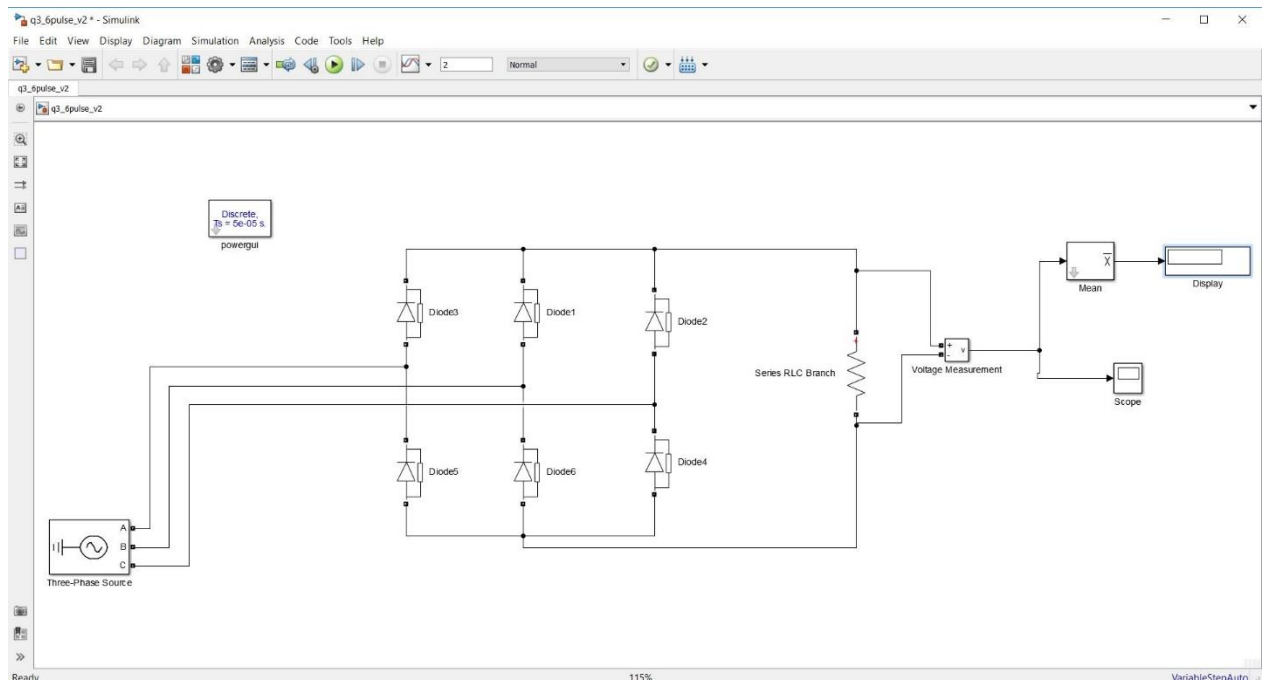 q3_6pulse_v2 * - Simulink
File Edit View Display Diagram Simulation Analysis Code Tools Help
2
Normal
q3_6pulse_v2
q3_6pulse_v2
Discrete,
Ts = 5e-05 s.
powergui
Diode3
Diode1
Diode2
Series RLC Branch
+
-
v
Voltage Measurement
X
Mean
Display
Scope
Diode5
Diode6
Diode4
A
B
C
Three-Phase Source
Ready
115%
VariableStepAuto